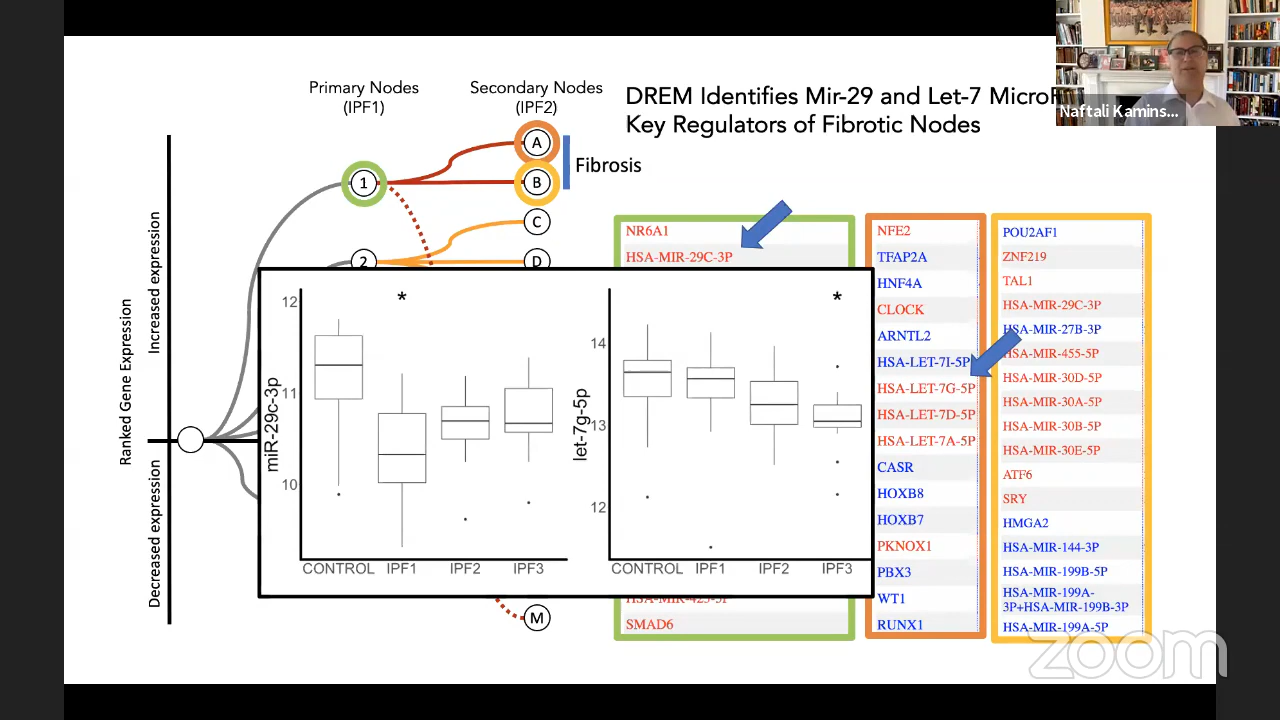 Primary Nodes
(IPF1)
Secondary Nodes
(IPF2)
DREM Identifies Mir-29 and Let-7 MicroR
Key Regulators of Fibrotic Nodes
Naftali Kamins...
Ranked Gene Expression
Increased expression
Decreased expression
1
2
A
B
C
D
M
Fibrosis
NR6A1
HSA-MIR-29C-3P
SMAD6
NFE2
TFAP2A
HNF4A
CLOCK
ARNTL2
HSA-LET-7I-5P
HSA-LET-7G-5P
HSA-LET-7D-5P
HSA-LET-7A-5P
CASR
HOXB8
HOXB7
PKNOX1
PBX3
WT1
RUNX1
POU2AF1
ZNF219
TAL1
HSA-MIR-29C-3P
HSA-MIR-27B-3P
HSA-MIR-455-5P
HSA-MIR-30D-5P
HSA-MIR-30A-5P
HSA-MIR-30B-5P
HSA-MIR-30E-5P
ATF6
SRY
HMGA2
HSA-MIR-144-3P
HSA-MIR-199B-5P
HSA-MIR-199A-
3P+HSA-MIR-199B-3P
HSA-MIR-199A-5P
miR-29c-3p
12
11
10
*
CONTROL IPF1 IPF2 IPF3
let-7g-5p
14
13
12
*
CONTROL IPF1 IPF2 IPF3
zoom